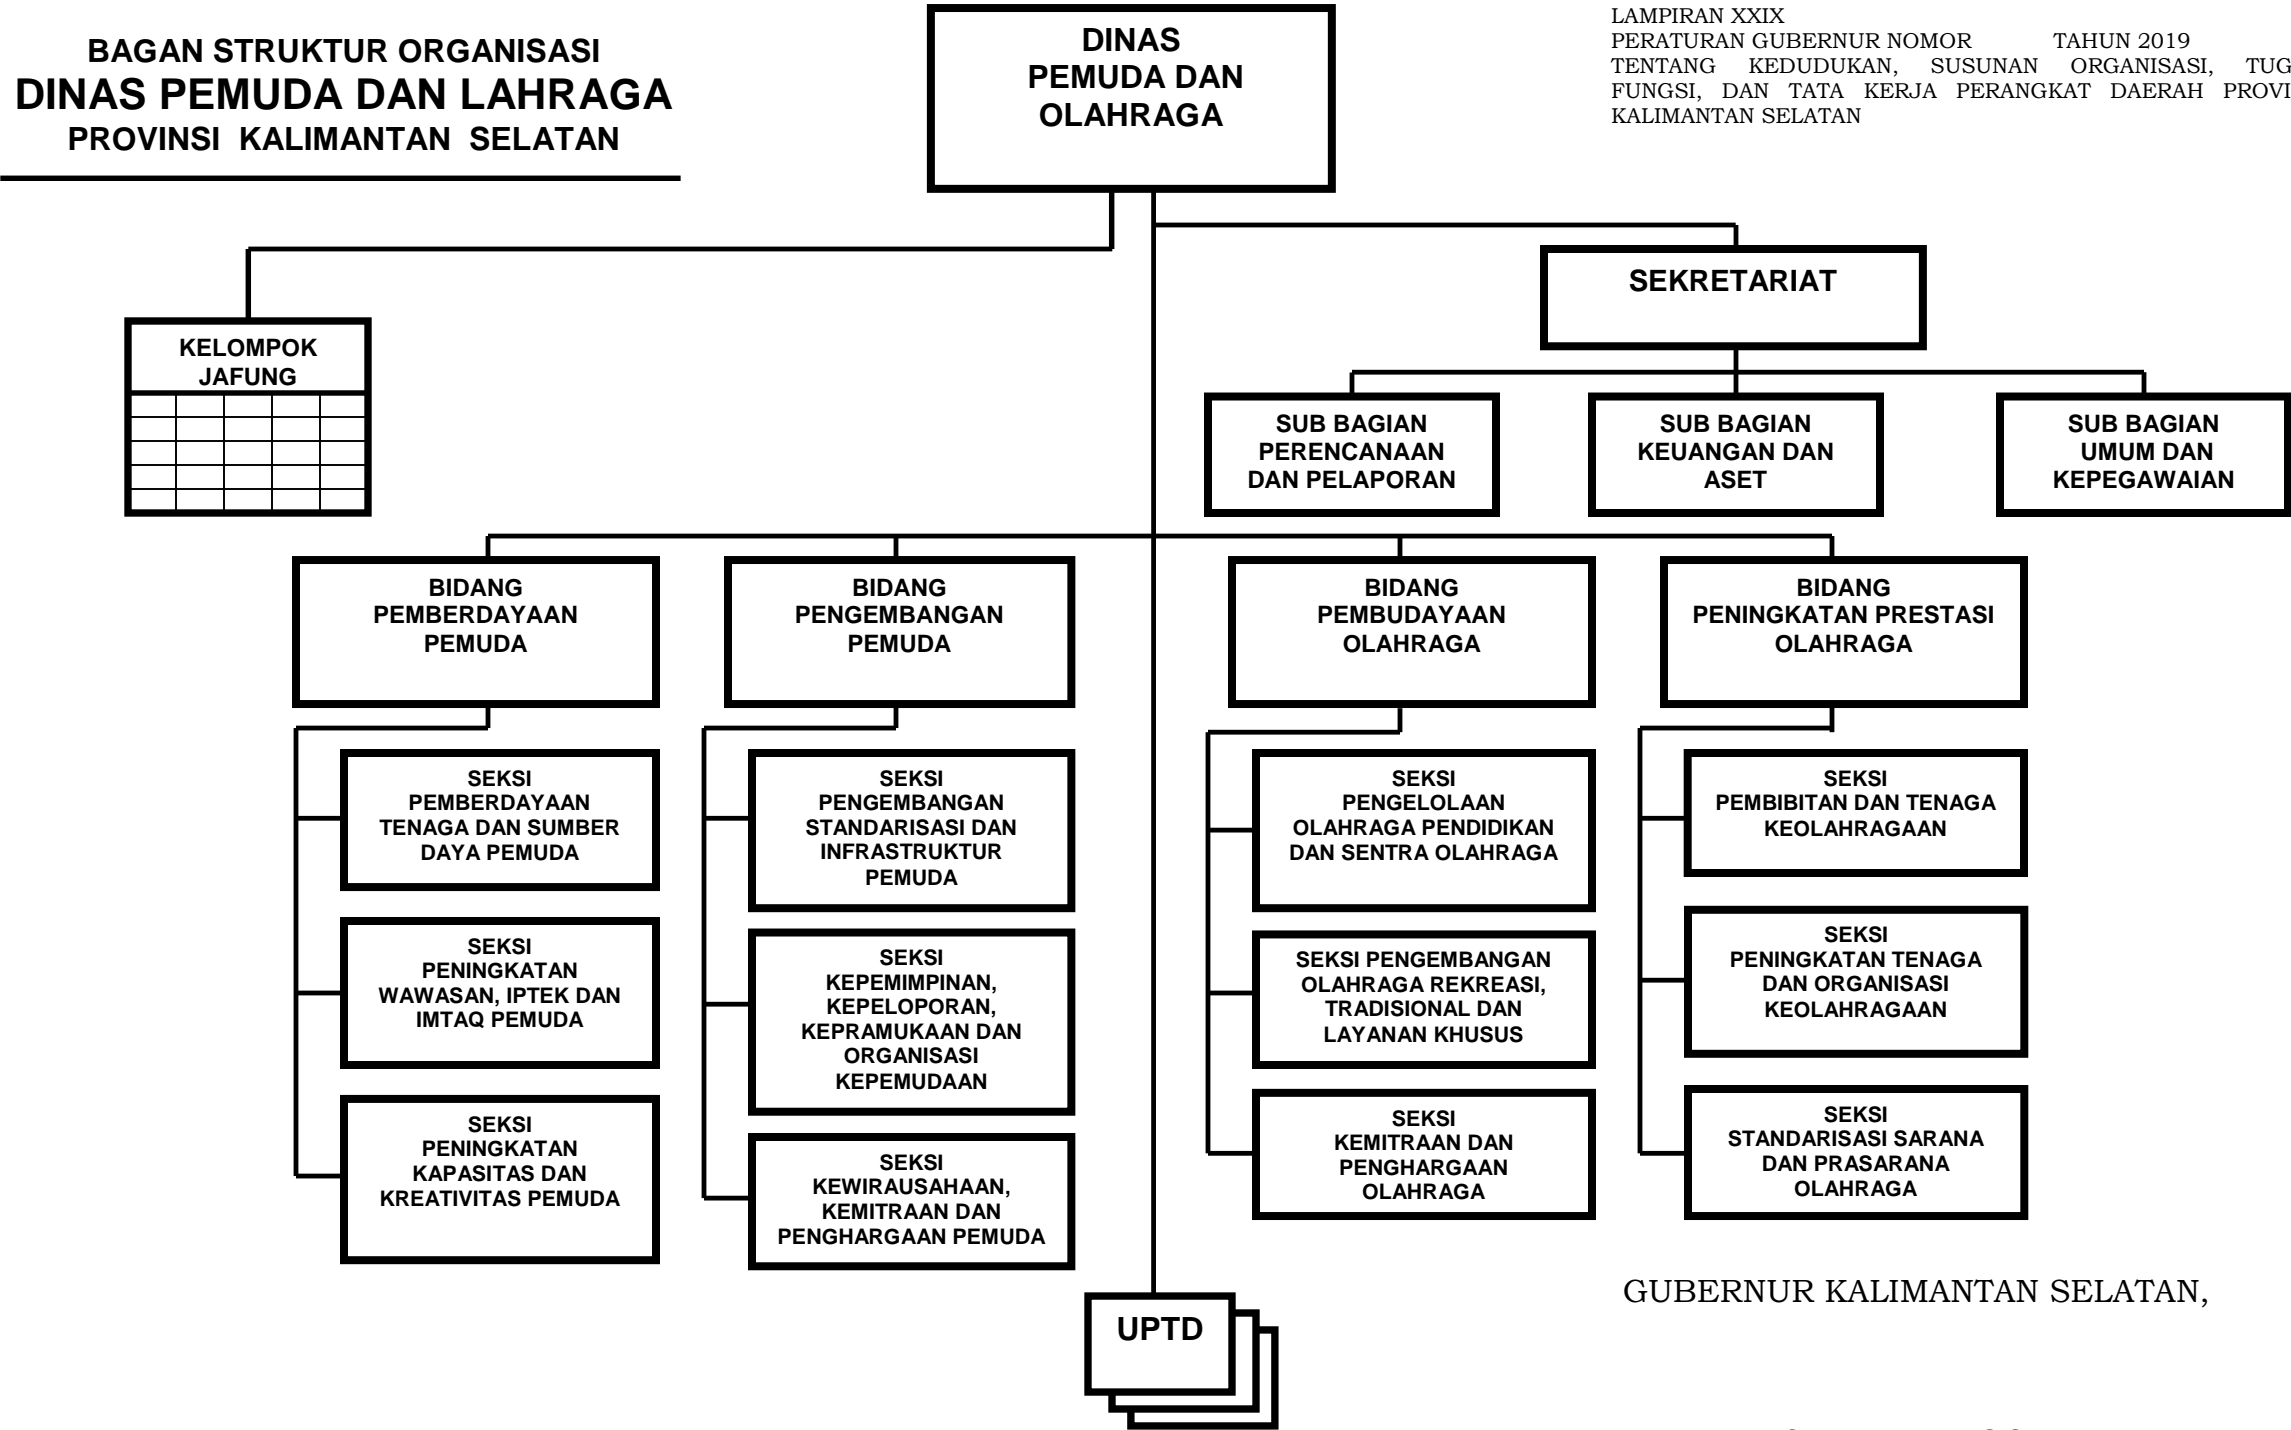 BAGAN STRUKTUR ORGANISASI
DINAS PEMUDA DAN LAHRAGA
PROVINSI KALIMANTAN SELATAN
DINAS
PEMUDA DAN
OLAHRAGA
LAMPIRAN XXIX
PERATURAN GUBERNUR NOMOR TAHUN 2019
TENTANG KEDUDUKAN, SUSUNAN ORGANISASI, TUG
FUNGSI, DAN TATA KERJA PERANGKAT DAERAH PROVI
KALIMANTAN SELATAN
SEKRETARIAT
KELOMPOK
JAFUNG
SUB BAGIAN
PERENCANAAN
DAN PELAPORAN
SUB BAGIAN
KEUANGAN DAN
ASET
SUB BAGIAN
UMUM DAN
KEPEGAWAIAN
BIDANG
PEMBERDAYAAN
PEMUDA
BIDANG
PENGEMBANGAN
PEMUDA
BIDANG
PEMBUDAYAAN
OLAHRAGA
BIDANG
PENINGKATAN PRESTASI
OLAHRAGA
SEKSI
PEMBERDAYAAN
TENAGA DAN SUMBER
DAYA PEMUDA
SEKSI
PENINGKATAN
WAWASAN, IPTEK DAN
IMTAQ PEMUDA
SEKSI
PENINGKATAN
KAPASITAS DAN
KREATIVITAS PEMUDA
SEKSI
PENGEMBANGAN
STANDARISASI DAN
INFRASTRUKTUR
PEMUDA
SEKSI
KEPEMIMPINAN,
KEPELOPORAN,
KEPRAMUKAAN DAN
ORGANISASI
KEPEMUDAAN
SEKSI
KEWIRAUSAHAAN,
KEMITRAAN DAN
PENGHARGAAN PEMUDA
SEKSI
PENGELOLAAN
OLAHRAGA PENDIDIKAN
DAN SENTRA OLAHRAGA
SEKSI PENGEMBANGAN
OLAHRAGA REKREASI,
TRADISIONAL DAN
LAYANAN KHUSUS
SEKSI
KEMITRAAN DAN
PENGHARGAAN
OLAHRAGA
SEKSI
PEMBIBITAN DAN TENAGA
KEOLAHRAGAAN
SEKSI
PENINGKATAN TENAGA
DAN ORGANISASI
KEOLAHRAGAAN
SEKSI
STANDARISASI SARANA
DAN PRASARANA
OLAHRAGA
UPTD
GUBERNUR KALIMANTAN SELATAN,